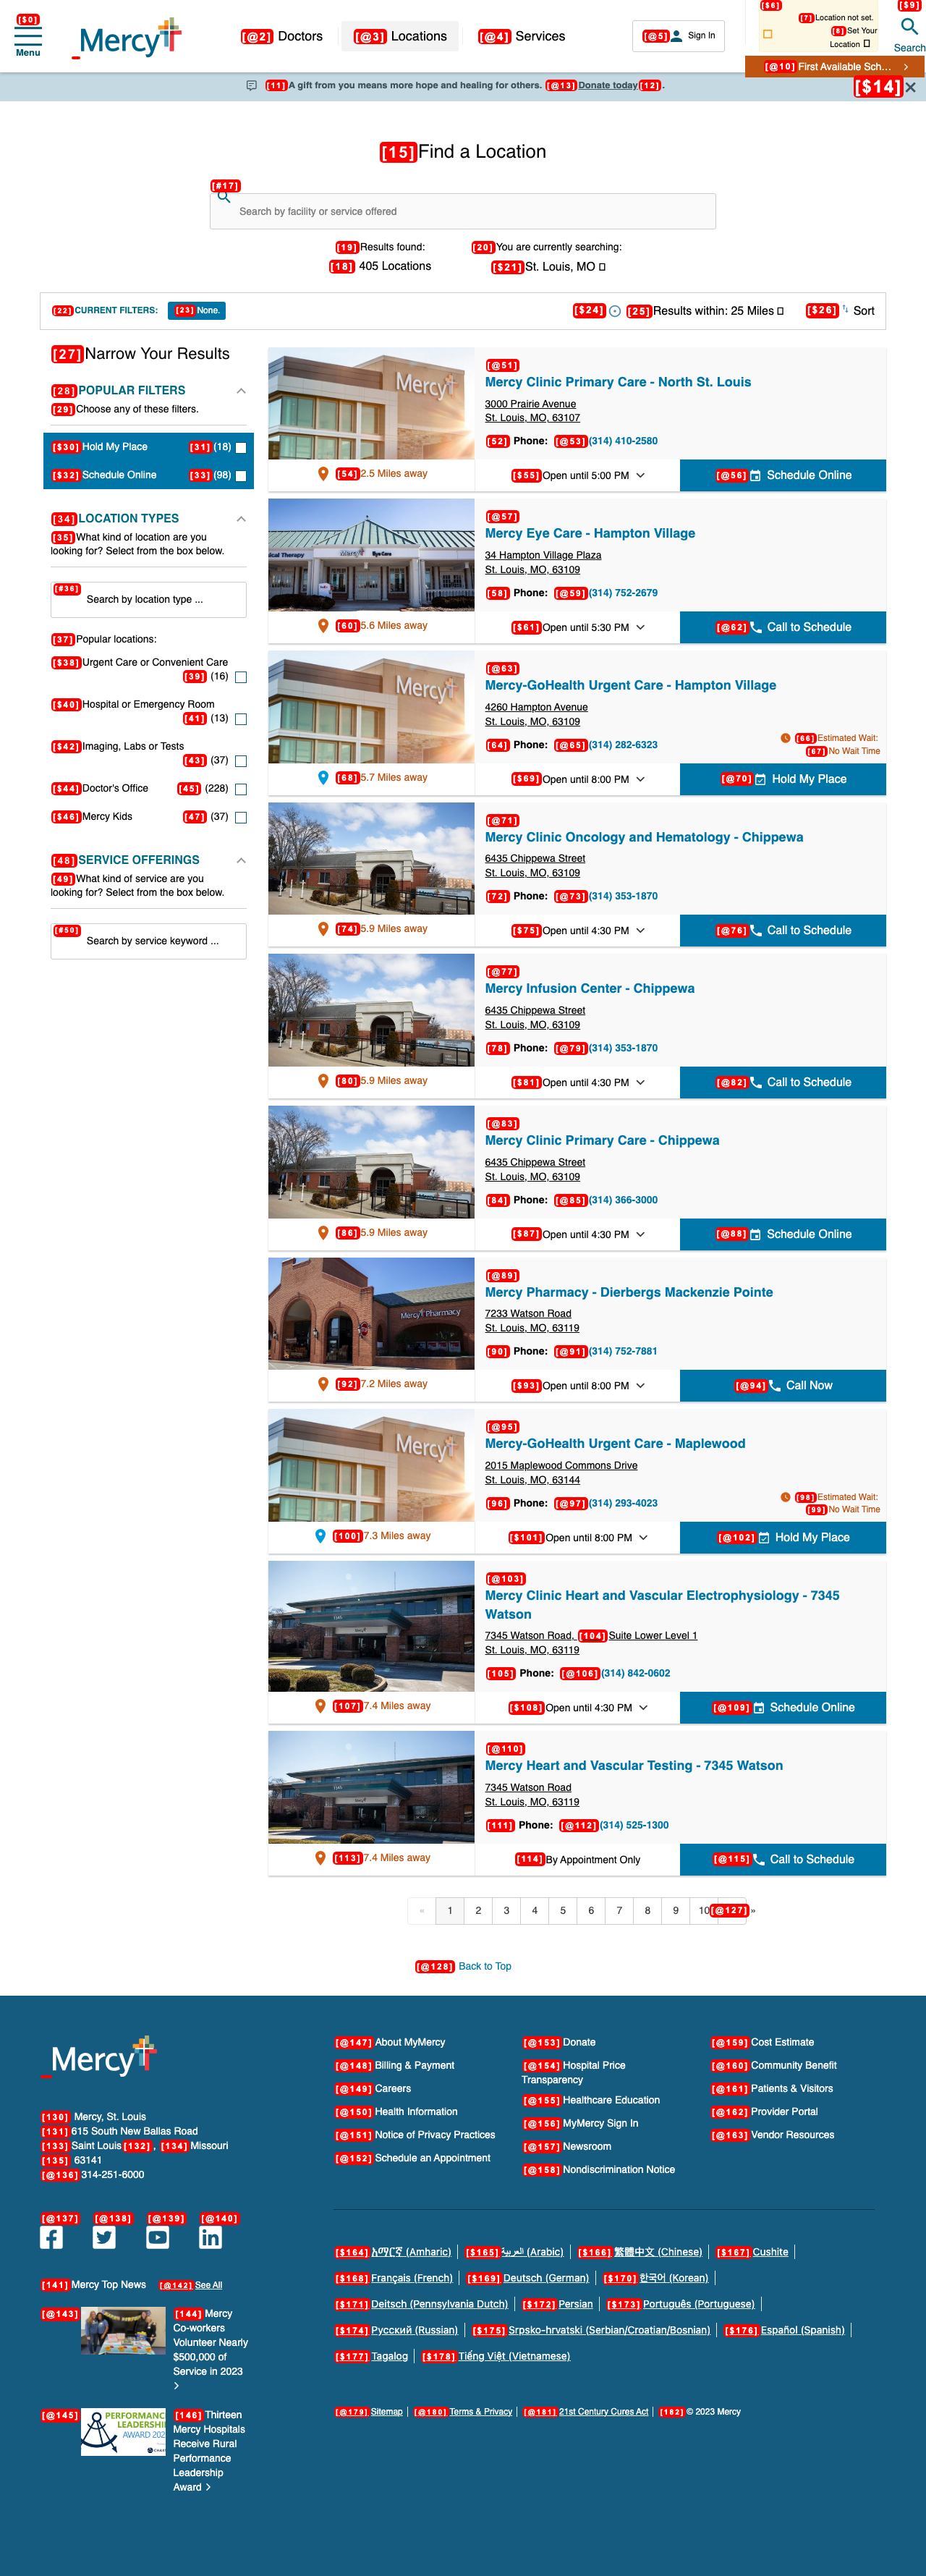 [$0]
Menu
Mercy
[@2] Doctors
[@3] Locations
[@4] Services
[@5] Sign In
[$6]
[7] Location not set.
[8] Set Your
Location
[$9]
Search
[@10] First Available Sch...
[11] A gift from you means more hope and healing for others. [@13] Donate today [12].
[$14]
[15] Find a Location
[#17]
Search by facility or service offered
[19] Results found:
[18] 405 Locations
[20] You are currently searching:
[$21] St. Louis, MO
[22] CURRENT FILTERS: [23] None.
[$24] [25] Results within: 25 Miles
[$26] Sort
[27] Narrow Your Results
[28] POPULAR FILTERS
[29] Choose any of these filters.
[$30] Hold My Place [31] (18)
[$32] Schedule Online [33] (98)
[34] LOCATION TYPES
[35] What kind of location are you
looking for? Select from the box below.
[#36]
Search by location type ...
[37] Popular locations:
[$38] Urgent Care or Convenient Care
[39] (16)
[$40] Hospital or Emergency Room
[41] (13)
[$42] Imaging, Labs or Tests
[43] (37)
[$44] Doctor's Office [45] (228)
[$46] Mercy Kids [47] (37)
[48] SERVICE OFFERINGS
[49] What kind of service are you
looking for? Select from the box below.
[#50]
Search by service keyword ...
[@51]
Mercy Clinic Primary Care - North St. Louis
3000 Prairie Avenue
St. Louis, MO, 63107
[52] Phone: [@53] (314) 410-2580
[54] 2.5 Miles away
[$55] Open until 5:00 PM
[@56] Schedule Online
[@57]
Mercy Eye Care - Hampton Village
34 Hampton Village Plaza
St. Louis, MO, 63109
[58] Phone: [@59] (314) 752-2679
[60] 5.6 Miles away
[$61] Open until 5:30 PM
[@62] Call to Schedule
[@63]
Mercy-GoHealth Urgent Care - Hampton Village
4260 Hampton Avenue
St. Louis, MO, 63109
[64] Phone: [@65] (314) 282-6323
[66] Estimated Wait:
[67] No Wait Time
[68] 5.7 Miles away
[$69] Open until 8:00 PM
[@70] Hold My Place
[@71]
Mercy Clinic Oncology and Hematology - Chippewa
6435 Chippewa Street
St. Louis, MO, 63109
[72] Phone: [@73] (314) 353-1870
[74] 5.9 Miles away
[$75] Open until 4:30 PM
[@76] Call to Schedule
[@77]
Mercy Infusion Center - Chippewa
6435 Chippewa Street
St. Louis, MO, 63109
[78] Phone: [@79] (314) 353-1870
[80] 5.9 Miles away
[$81] Open until 4:30 PM
[@82] Call to Schedule
[@83]
Mercy Clinic Primary Care - Chippewa
6435 Chippewa Street
St. Louis, MO, 63109
[84] Phone: [@85] (314) 366-3000
[86] 5.9 Miles away
[$87] Open until 4:30 PM
[@88] Schedule Online
[@89]
Mercy Pharmacy - Dierbergs Mackenzie Pointe
7233 Watson Road
St. Louis, MO, 63119
[90] Phone: [@91] (314) 752-7881
[92] 7.2 Miles away
[$93] Open until 8:00 PM
[@94] Call Now
[@95]
Mercy-GoHealth Urgent Care - Maplewood
2015 Maplewood Commons Drive
St. Louis, MO, 63144
[96] Phone: [@97] (314) 293-4023
[98] Estimated Wait:
[99] No Wait Time
[100] 7.3 Miles away
[$101] Open until 8:00 PM
[@102] Hold My Place
[@103]
Mercy Clinic Heart and Vascular Electrophysiology - 7345
Watson
7345 Watson Road, [104] Suite Lower Level 1
St. Louis, MO, 63119
[105] Phone: [@106] (314) 842-0602
[107] 7.4 Miles away
[$108] Open until 4:30 PM
[@109] Schedule Online
[@110]
Mercy Heart and Vascular Testing - 7345 Watson
7345 Watson Road
St. Louis, MO, 63119
[111] Phone: [@112] (314) 525-1300
[113] 7.4 Miles away
[114] By Appointment Only
[@115] Call to Schedule
« 1 2 3 4 5 6 7 8 9 10 [@127] »
[@128] Back to Top
Mercy
[130] Mercy, St. Louis
[131] 615 South New Ballas Road
[133] Saint Louis [132] , [134] Missouri
[135] 63141
[@136] 314-251-6000
[@137] [@138] [@139] [@140]
[141] Mercy Top News [@142] See All
[@143]
[144] Mercy
Co-workers
Volunteer Nearly
$500,000 of
Service in 2023
[@145]
PERFORMANCE
LEADERSH
AWARD 202
[146] Thirteen
Mercy Hospitals
Receive Rural
Performance
Leadership
Award
[@147] About MyMercy
[@148] Billing & Payment
[@149] Careers
[@150] Health Information
[@151] Notice of Privacy Practices
[@152] Schedule an Appointment
[@153] Donate
[@154] Hospital Price
Transparency
[@155] Healthcare Education
[@156] MyMercy Sign In
[@157] Newsroom
[@158] Nondiscrimination Notice
[@159] Cost Estimate
[@160] Community Benefit
[@161] Patients & Visitors
[@162] Provider Portal
[@163] Vendor Resources
[$164] አማርኛ (Amharic) [$165] العربية (Arabic) [$166] 繁體中文 (Chinese) [$167] Cushite
[$168] Français (French) [$169] Deutsch (German) [$170] 한국어 (Korean)
[$171] Deitsch (Pennsylvania Dutch) [$172] Persian [$173] Português (Portuguese)
[$174] Русский (Russian) [$175] Srpsko-hrvatski (Serbian/Croatian/Bosnian) [$176] Español (Spanish)
[$177] Tagalog [$178] Tiếng Việt (Vietnamese)
[@179] Sitemap [@180] Terms & Privacy [@181] 21st Century Cures Act [182] © 2023 Mercy